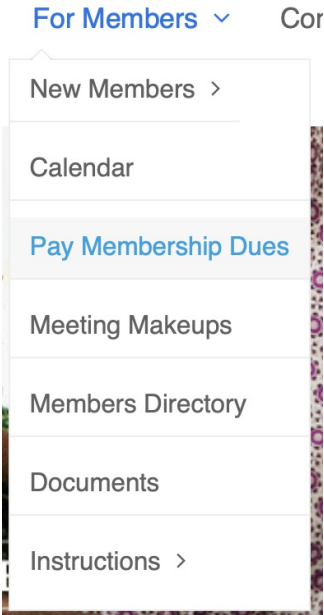 For Members
New Members
Calendar
Pay Membership Dues
Meeting Makeups
Members Directory
Documents
Instructions